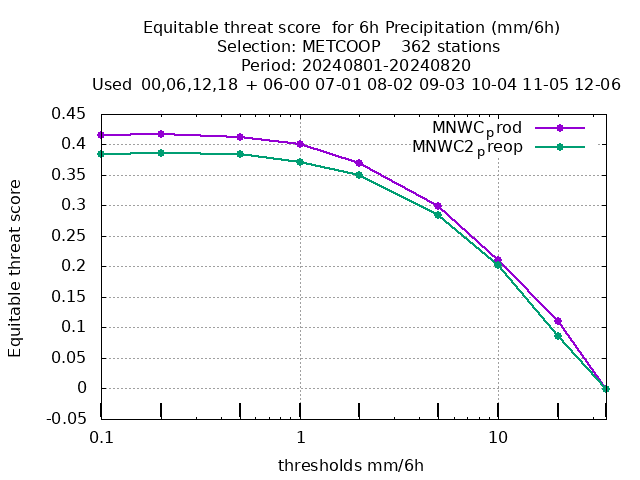 Equitable threat score  for 6h Precipitation (mm/6h)
Selection: METCOOP    362 stations
Period: 20240801-20240820
Used  00,06,12,18  + 06-00 07-01 08-02 09-03 10-04 11-05 12-06
0.45
0.4
0.35
0.3
0.25
0.2
0.15
0.1
0.05
0
-0.05
Equitable threat score
MNWCprod
MNWC2preop
0.1
1
10
thresholds mm/6h